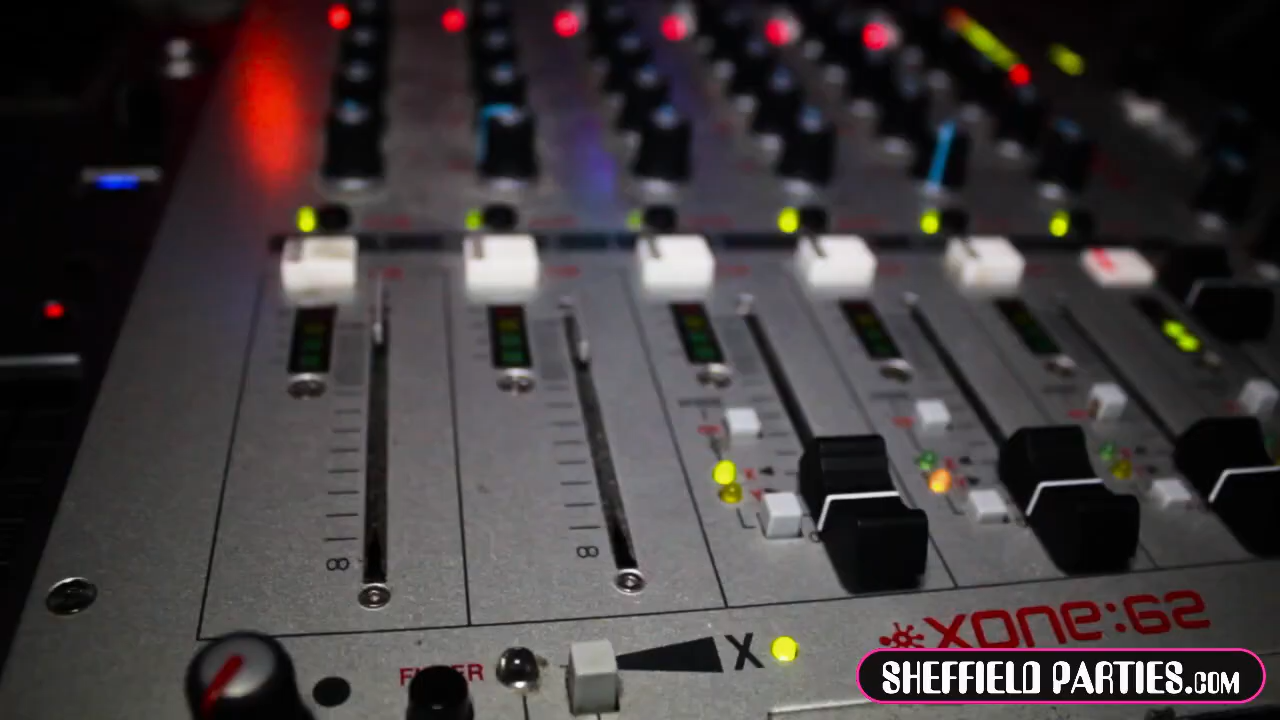 ∞
∞
XONE:62
FILTER
X
SHEFFIELD PARTIES.COM